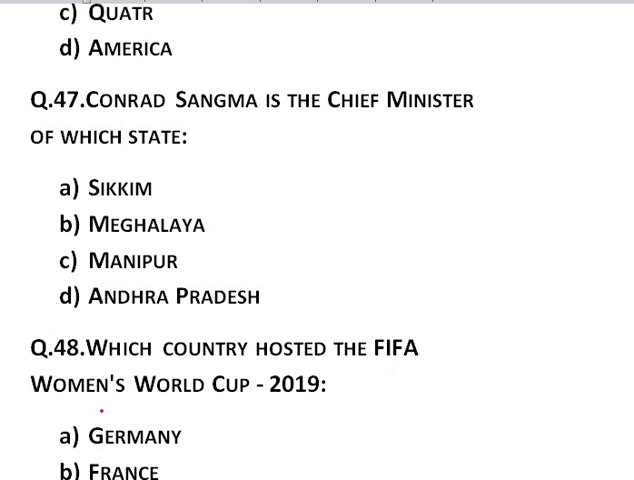 c) QUATR
d) AMERICA
Q.47.CONRAD SANGMA IS THE CHIEF MINISTER
OF WHICH STATE:
a) SIKKIM
b) MEGHALAYA
c) MANIPUR
d) ANDHRA PRADESH
Q.48.WHICH COUNTRY HOSTED THE FIFA
WOMEN'S WORLD CUP - 2019:
a) GERMANY
b) FRANCE